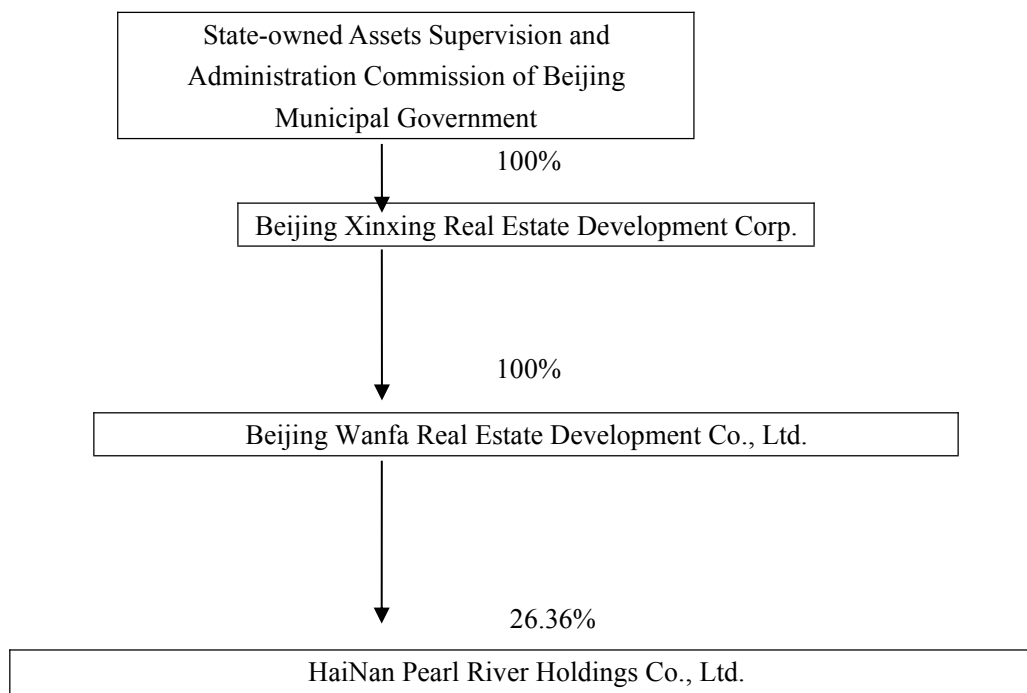 State-owned Assets Supervision and
Administration Commission of Beijing
Municipal Government
100%
Beijing Xinxing Real Estate Development Corp.
100%
Beijing Wanfa Real Estate Development Co., Ltd.
26.36%
HaiNan Pearl River Holdings Co., Ltd.